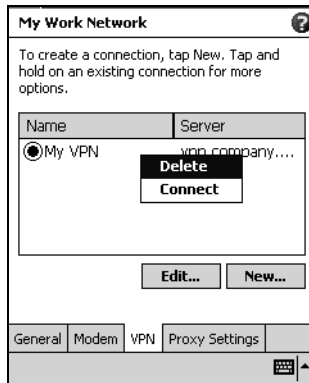 My Work Network
To create a connection, tap New. Tap and
hold on an existing connection for more
options.
Name Server
My VPN vpn.company....
Delete
Connect
Edit... New...
General Modem VPN Proxy Settings